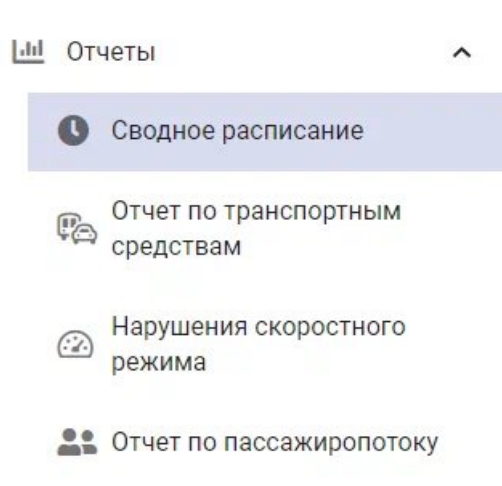 Отчеты
Сводное расписание
Отчет по транспортным
средствам
Нарушения скоростного
режима
Отчет по пассажиропотоку